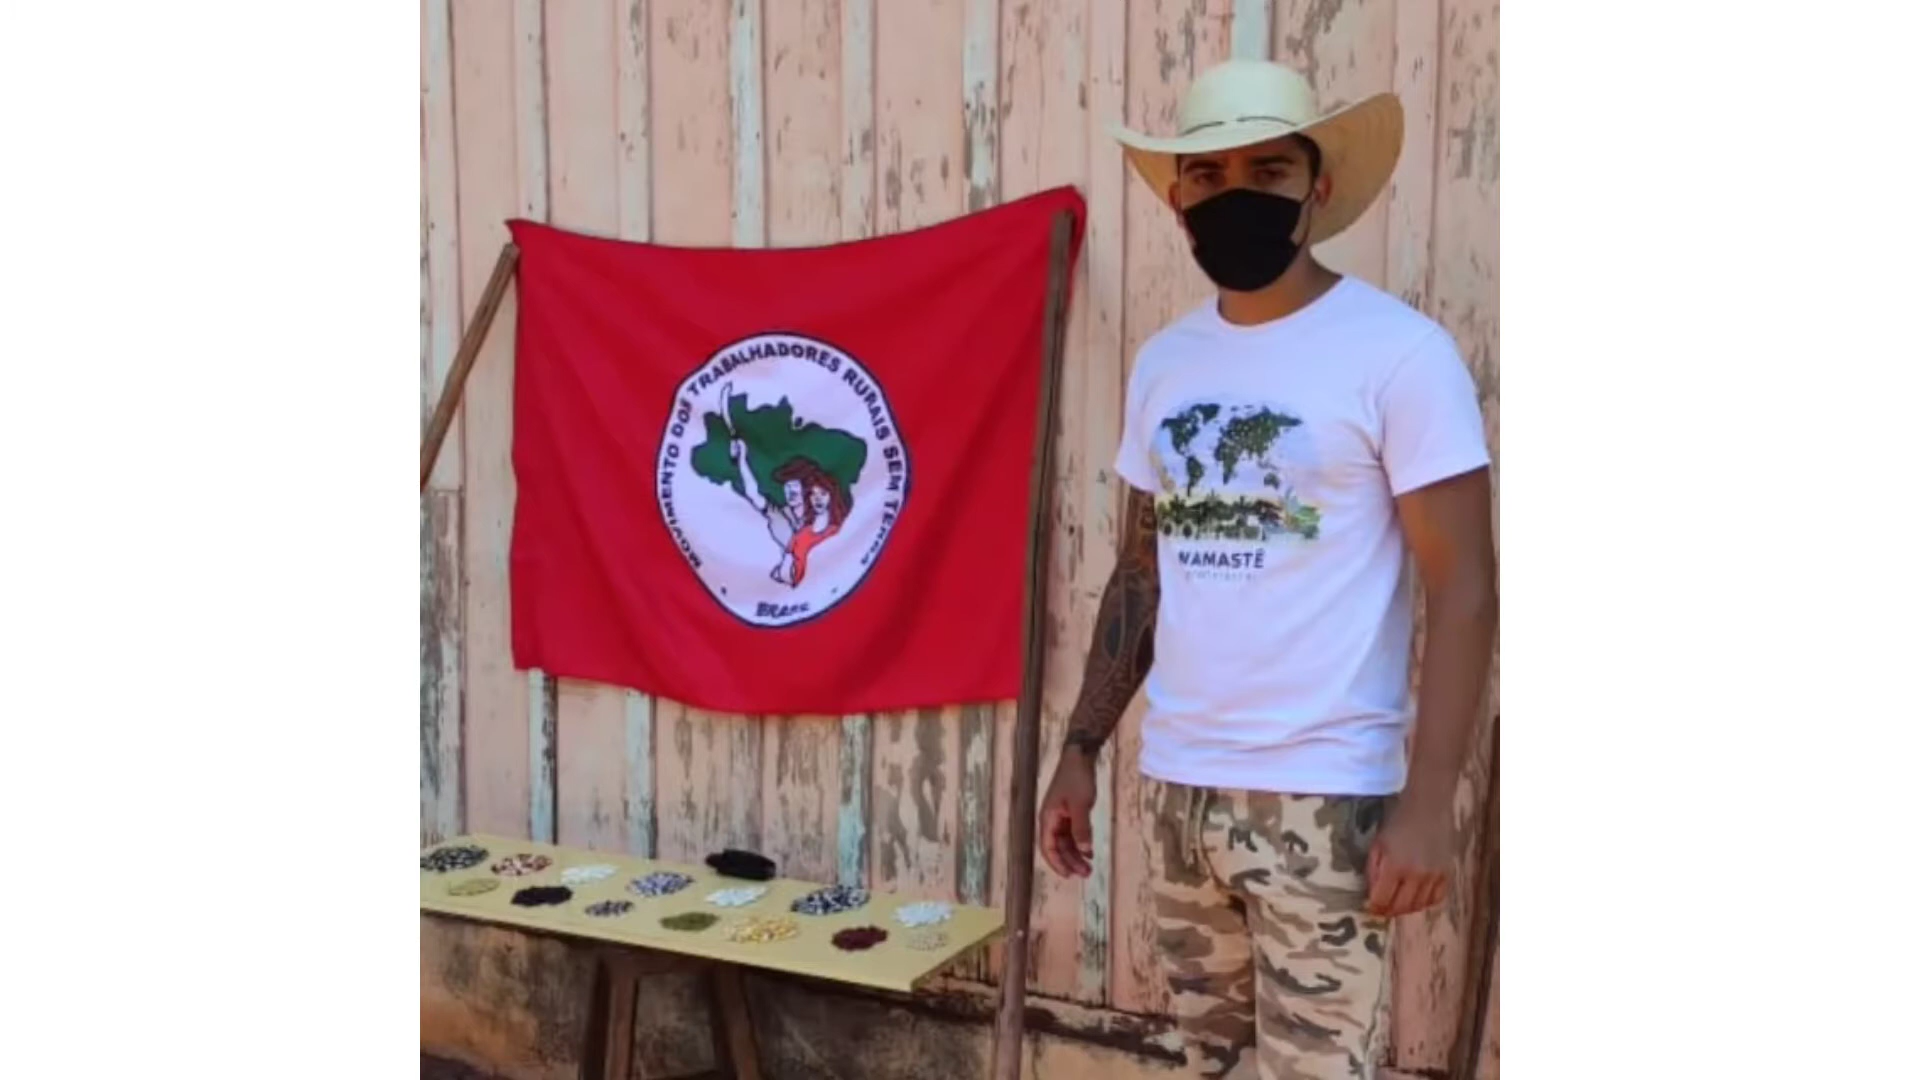 MOVIMENTO DOS TRABALHADORES RURAIS SEM TERRA
BRASIL
NAMASTÊ